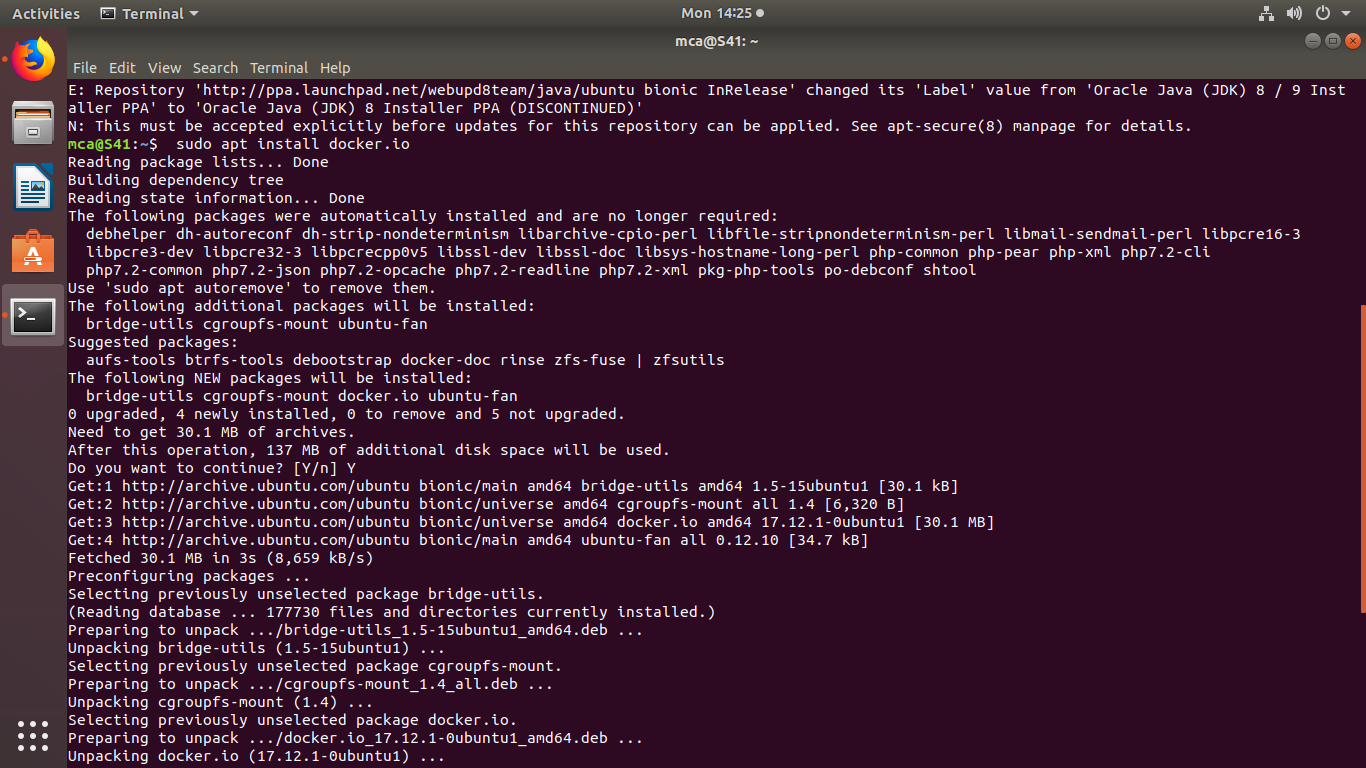 Activities Terminal Mon 14:25
mca@S41: ~
File Edit View Search Terminal Help
E: Repository 'http://ppa.launchpad.net/webupd8team/java/ubuntu bionic InRelease' changed its 'Label' value from 'Oracle Java (JDK) 8 / 9 Inst
aller PPA' to 'Oracle Java (JDK) 8 Installer PPA (DISCONTINUED)'
N: This must be accepted explicitly before updates for this repository can be applied. See apt-secure(8) manpage for details.
mca@S41:~$  sudo apt install docker.io
Reading package lists... Done
Building dependency tree
Reading state information... Done
The following packages were automatically installed and are no longer required:
  debhelper dh-autoreconf dh-strip-nondeterminism libarchive-cpio-perl libfile-stripnondeterminism-perl libmail-sendmail-perl libpcre16-3
  libpcre3-dev libpcre32-3 libpcrecpp0v5 libssl-dev libssl-doc libsys-hostname-long-perl php-common php-pear php-xml php7.2-cli
  php7.2-common php7.2-json php7.2-opcache php7.2-readline php7.2-xml pkg-php-tools po-debconf shtool
Use 'sudo apt autoremove' to remove them.
The following additional packages will be installed:
  bridge-utils cgroupfs-mount ubuntu-fan
Suggested packages:
  aufs-tools btrfs-tools debootstrap docker-doc rinse zfs-fuse | zfsutils
The following NEW packages will be installed:
  bridge-utils cgroupfs-mount docker.io ubuntu-fan
0 upgraded, 4 newly installed, 0 to remove and 5 not upgraded.
Need to get 30.1 MB of archives.
After this operation, 137 MB of additional disk space will be used.
Do you want to continue? [Y/n] Y
Get:1 http://archive.ubuntu.com/ubuntu bionic/main amd64 bridge-utils amd64 1.5-15ubuntu1 [30.1 kB]
Get:2 http://archive.ubuntu.com/ubuntu bionic/universe amd64 cgroupfs-mount all 1.4 [6,320 B]
Get:3 http://archive.ubuntu.com/ubuntu bionic/universe amd64 docker.io amd64 17.12.1-0ubuntu1 [30.1 MB]
Get:4 http://archive.ubuntu.com/ubuntu bionic/main amd64 ubuntu-fan all 0.12.10 [34.7 kB]
Fetched 30.1 MB in 3s (8,659 kB/s)
Preconfiguring packages ...
Selecting previously unselected package bridge-utils.
(Reading database ... 177730 files and directories currently installed.)
Preparing to unpack .../bridge-utils_1.5-15ubuntu1_amd64.deb ...
Unpacking bridge-utils (1.5-15ubuntu1) ...
Selecting previously unselected package cgroupfs-mount.
Preparing to unpack .../cgroupfs-mount_1.4_all.deb ...
Unpacking cgroupfs-mount (1.4) ...
Selecting previously unselected package docker.io.
Preparing to unpack .../docker.io_17.12.1-0ubuntu1_amd64.deb ...
Unpacking docker.io (17.12.1-0ubuntu1) ...